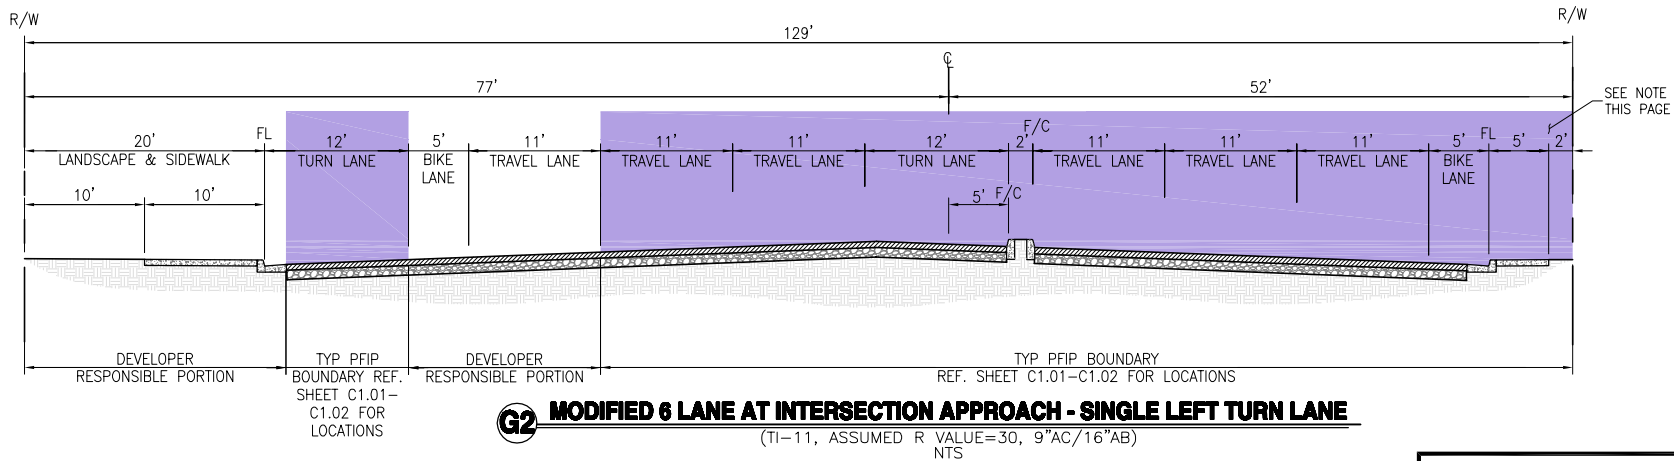 R/W
R/W
129'
CL
77'
52'
SEE NOTE
THIS PAGE
20'
LANDSCAPE & SIDEWALK
FL
12'
TURN LANE
5'
BIKE
LANE
11'
TRAVEL LANE
11'
TRAVEL LANE
11'
TRAVEL LANE
12'
TURN LANE
F/C
2'
11'
TRAVEL LANE
11'
TRAVEL LANE
11'
TRAVEL LANE
5'
BIKE
LANE
FL
5'
2'
10'
10'
5'
F/C
DEVELOPER
RESPONSIBLE PORTION
TYP PFIP
BOUNDARY REF.
SHEET C1.01-
C1.02 FOR
LOCATIONS
DEVELOPER
RESPONSIBLE PORTION
TYP PFIP BOUNDARY
REF. SHEET C1.01-C1.02 FOR LOCATIONS
G2 MODIFIED 6 LANE AT INTERSECTION APPROACH - SINGLE LEFT TURN LANE
(TI-11, ASSUMED R VALUE=30, 9"AC/16"AB)
NTS